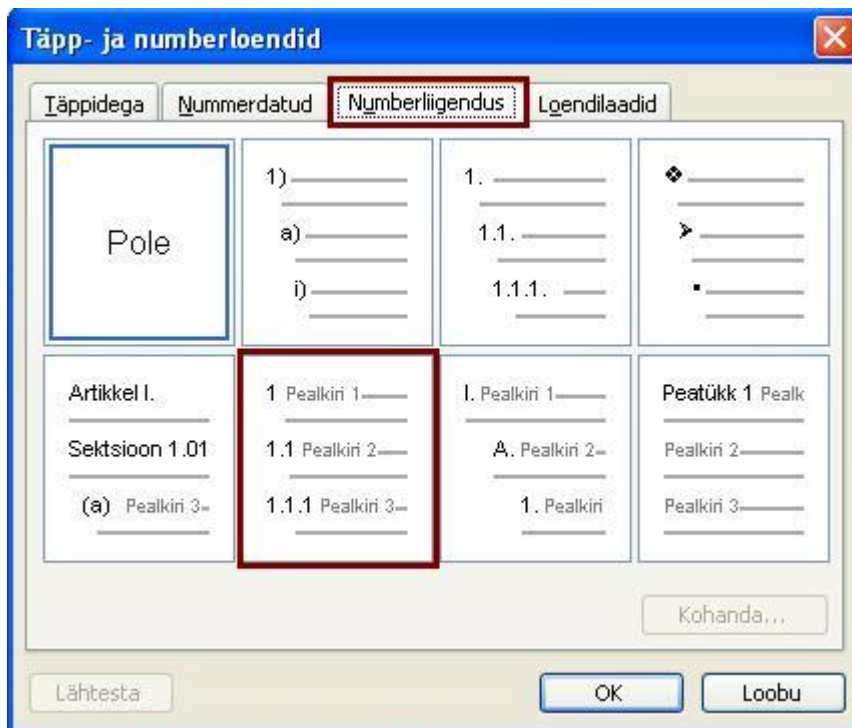 Täpp- ja numberloendid
Täppidega
Nummerdatud
Numberliigendus
Loendilaadid
Pole
1)
a)
i)
1.
1.1.
1.1.1.
Artikkel I.
Sektsioon 1.01
(a) Pealkiri 3
1 Pealkiri 1
1.1 Pealkiri 2
1.1.1 Pealkiri 3
I. Pealkiri 1
A. Pealkiri 2
1. Pealkiri
Peatükk 1 Pealk
Pealkiri 2
Pealkiri 3
Kohanda...
Lähtesta
OK
Loobu